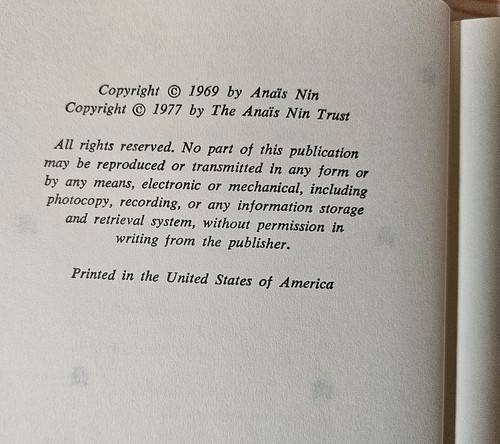 Copyright © 1969 by Anaïs Nin
Copyright © 1977 by The Anaïs Nin Trust
All rights reserved. No part of this publication
may be reproduced or transmitted in any form or
by any means, electronic or mechanical, including
photocopy, recording, or any information storage
and retrieval system, without permission in
writing from the publisher.
Printed in the United States of America